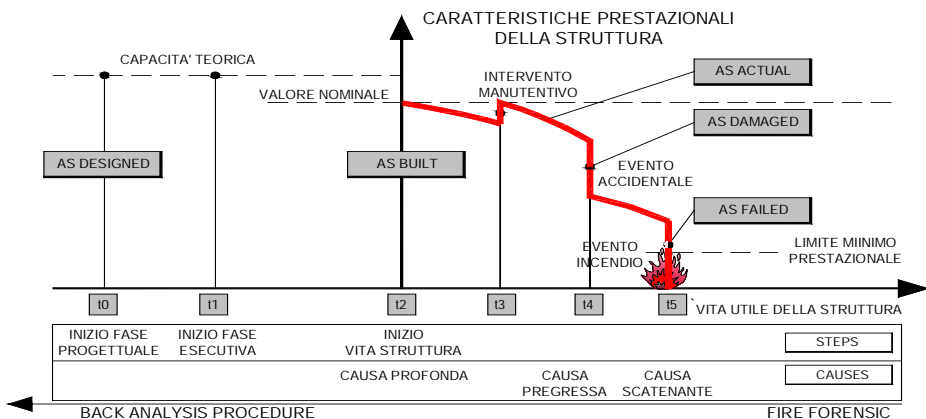 CARATTERISTICHE PRESTAZIONALI
DELLA STRUTTURA
CAPACITA' TEORICA
INTERVENTO
MANUTENTIVO
AS ACTUAL
VALORE NOMINALE
AS DAMAGED
AS DESIGNED
AS BUILT
EVENTO
ACCIDENTALE
AS FAILED
EVENTO
INCENDIO
LIMITE MIINIMO
PRESTAZIONALE
t0
t1
t2
t3
t4
t5
`VITA UTILE DELLA STRUTTURA
INIZIO FASE
PROGETTUALE
INIZIO FASE
ESECUTIVA
INIZIO
VITA STRUTTURA
STEPS
CAUSA PROFONDA
CAUSA
PREGRESSA
CAUSA
SCATENANTE
CAUSES
BACK ANALYSIS PROCEDURE
FIRE FORENSIC